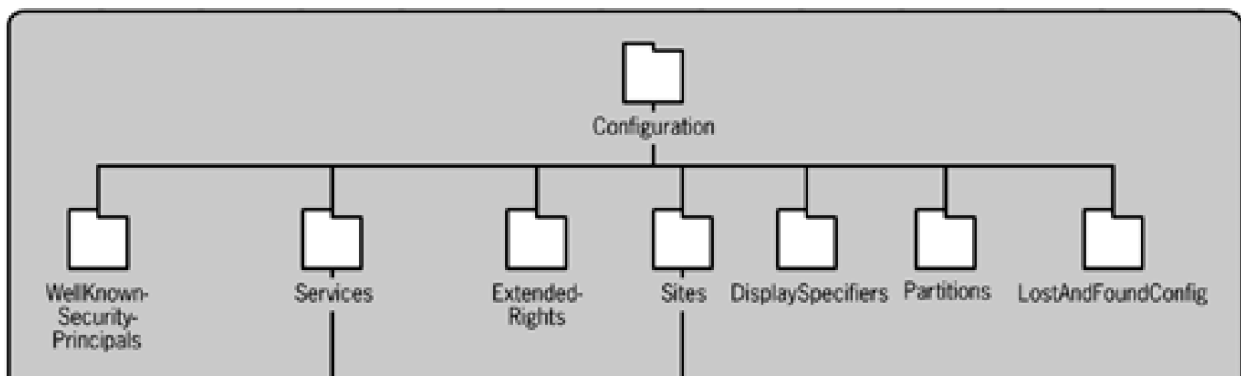 Configuration
WellKnown-
Security-
Principals
Services
Extended-
Rights
Sites
DisplaySpecifiers
Partitions
LostAndFoundConfig